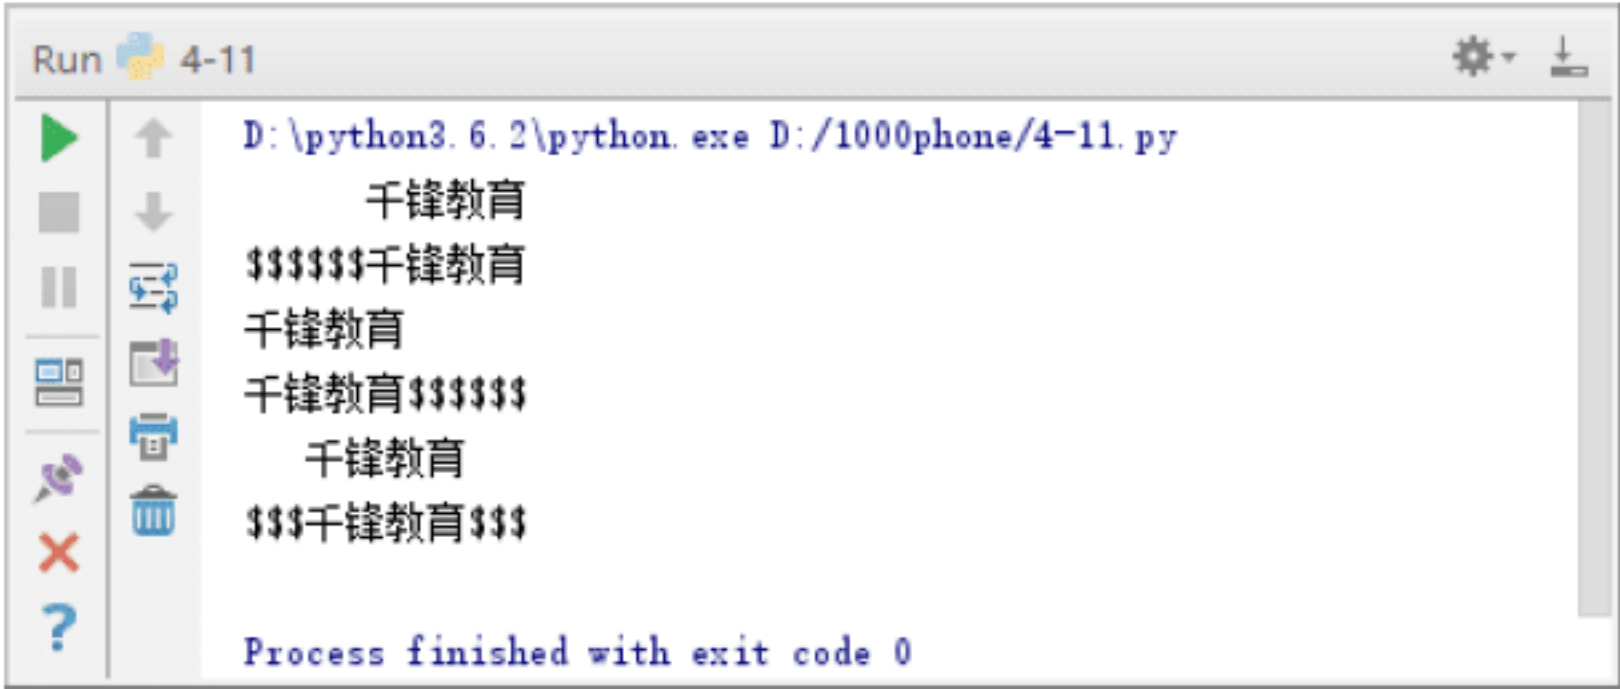 Run 4-11
D:\python3.6.2\python.exe D:/1000phone/4-11.py
      千锋教育
$$$$$$千锋教育
千锋教育
千锋教育$$$$$$
   千锋教育
$$$千锋教育$$$
Process finished with exit code 0